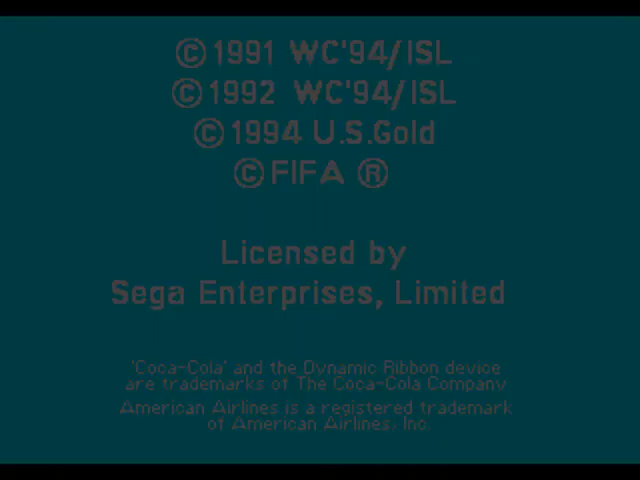 ©1991 WC'94/ISL
©1992 WC'94/ISL
©1994 U.S.Gold
©FIFA ®
Licensed by
Sega Enterprises, Limited
'Coca-Cola' and the Dynamic Ribbon device
are trademarks of The Coca-Cola Company
American Airlines is a registered trademark
of American Airlines, Inc.